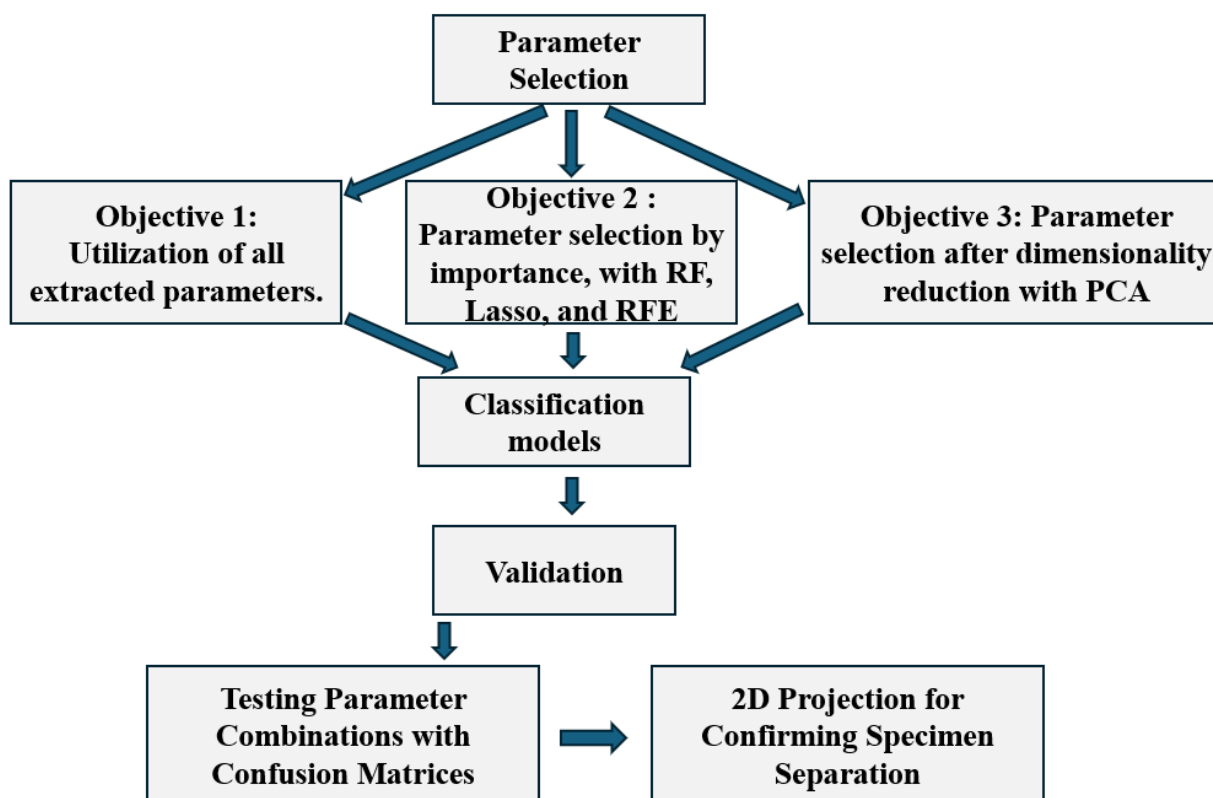 Parameter
Selection
Objective 1:
Utilization of all
extracted parameters.
Objective 2 :
Parameter selection by
importance, with RF,
Lasso, and RFE
Objective 3: Parameter
selection after dimensionality
reduction with PCA
Classification
models
Validation
Testing Parameter
Combinations with
Confusion Matrices
2D Projection for
Confirming Specimen
Separation